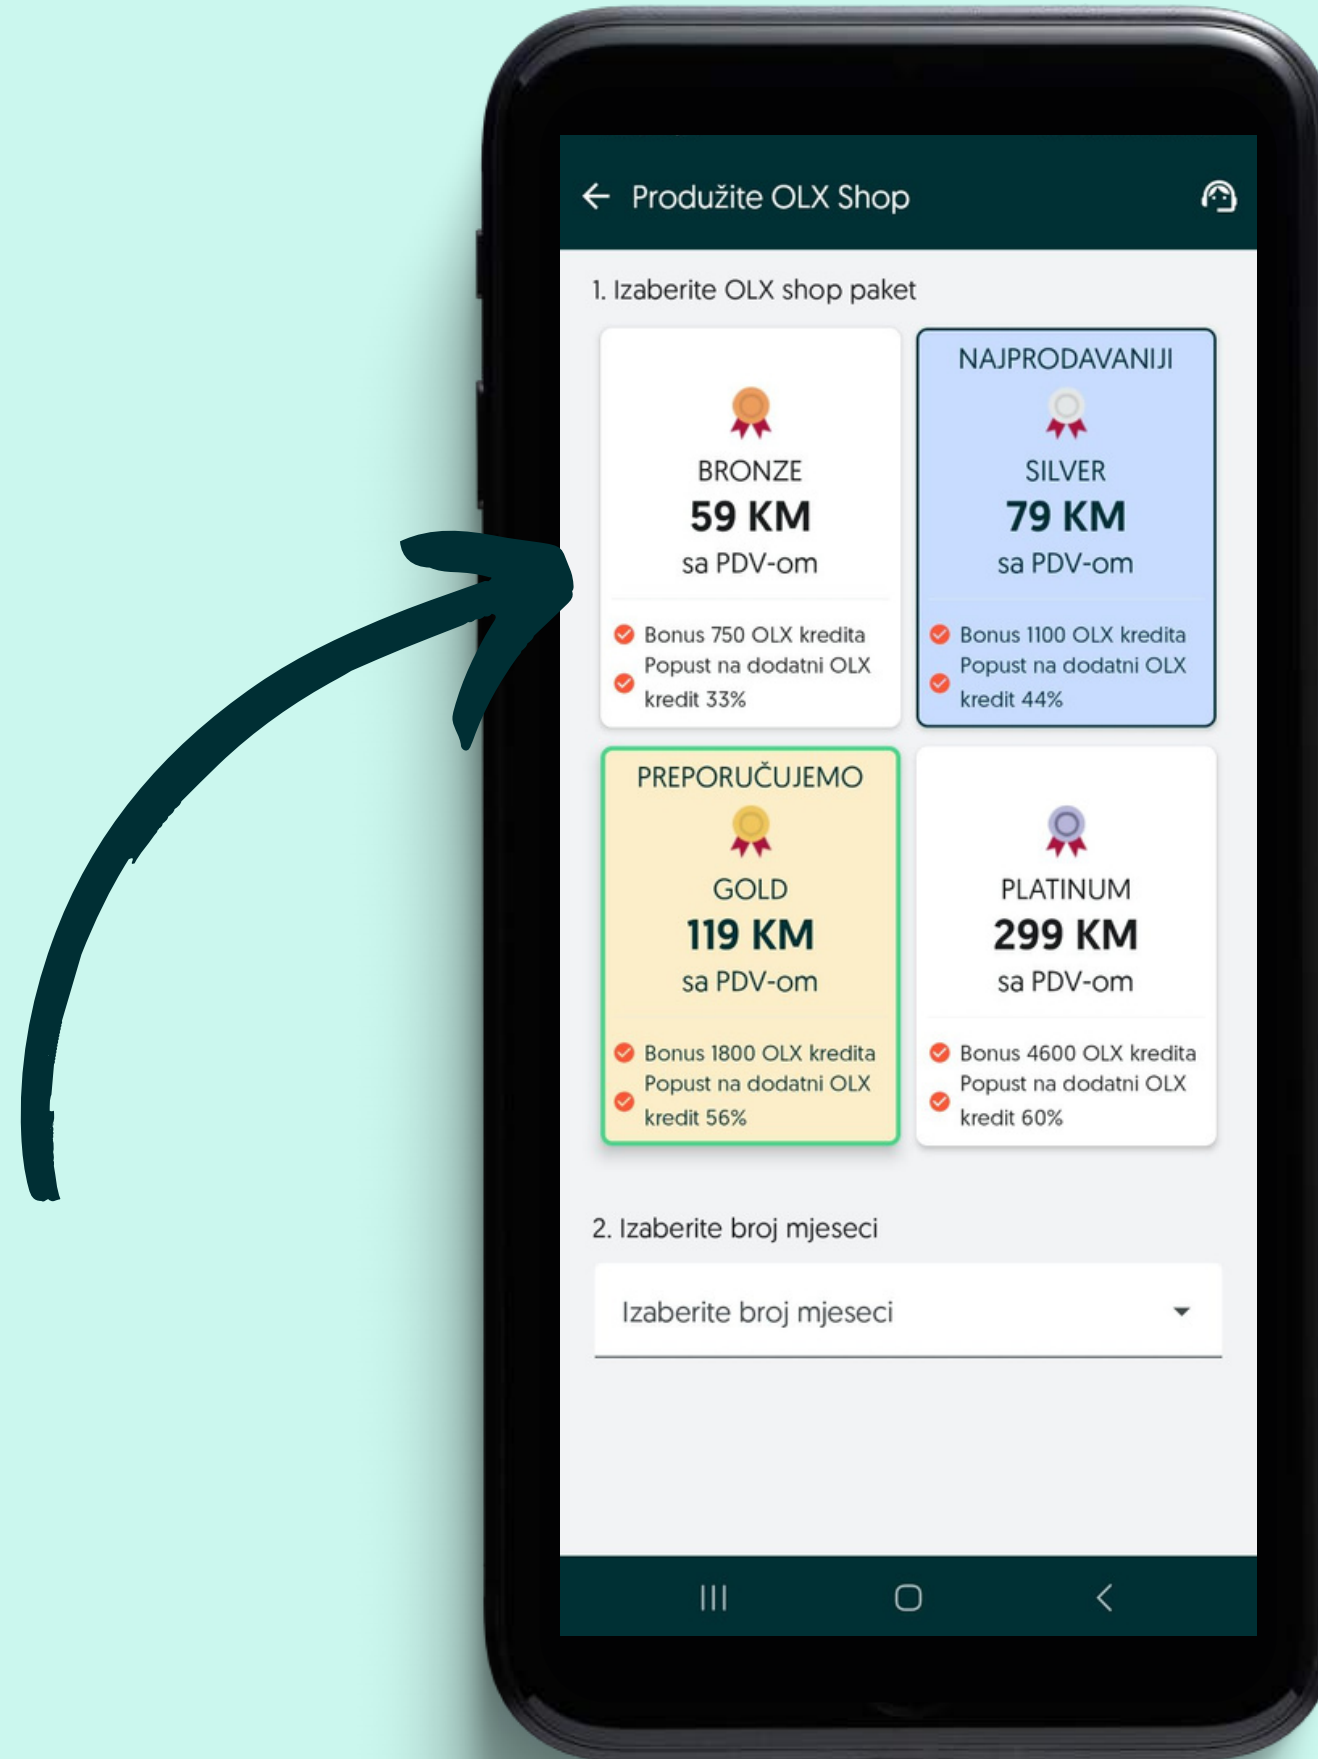 Produžite OLX Shop
1. Izaberite OLX shop paket
BRONZE
59 KM
sa PDV-om
Bonus 750 OLX kredita
Popust na dodatni OLX
kredit 33%
NAJPRODAVANIJI
SILVER
79 KM
sa PDV-om
Bonus 1100 OLX kredita
Popust na dodatni OLX
kredit 44%
PREPORUČUJEMO
GOLD
119 KM
sa PDV-om
Bonus 1800 OLX kredita
Popust na dodatni OLX
kredit 56%
PLATINUM
299 KM
sa PDV-om
Bonus 4600 OLX kredita
Popust na dodatni OLX
kredit 60%
2. Izaberite broj mjeseci
Izaberite broj mjeseci